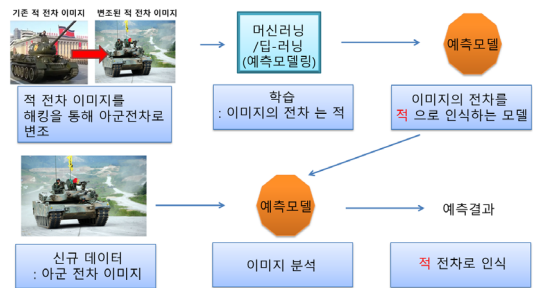 기존 적 전차 이미지
변조된 적 전차 이미지
머신러닝
/딥-러닝
(예측모델링)
예측모델
적 전차 이미지를
해킹을 통해 아군전차로
변조
학습
: 이미지의 전차 는 적
이미지의 전차를
적 으로 인식하는 모델
예측모델
예측결과
신규 데이터
: 아군 전차 이미지
이미지 분석
적 전차로 인식